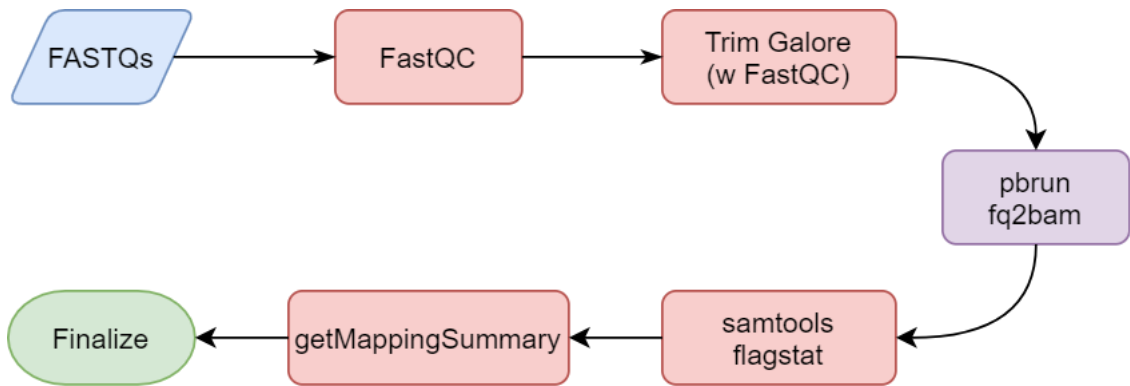 FASTQs
FastQC
Trim Galore
(w FastQC)
pbrun
fq2bam
samtools
flagstat
getMappingSummary
Finalize